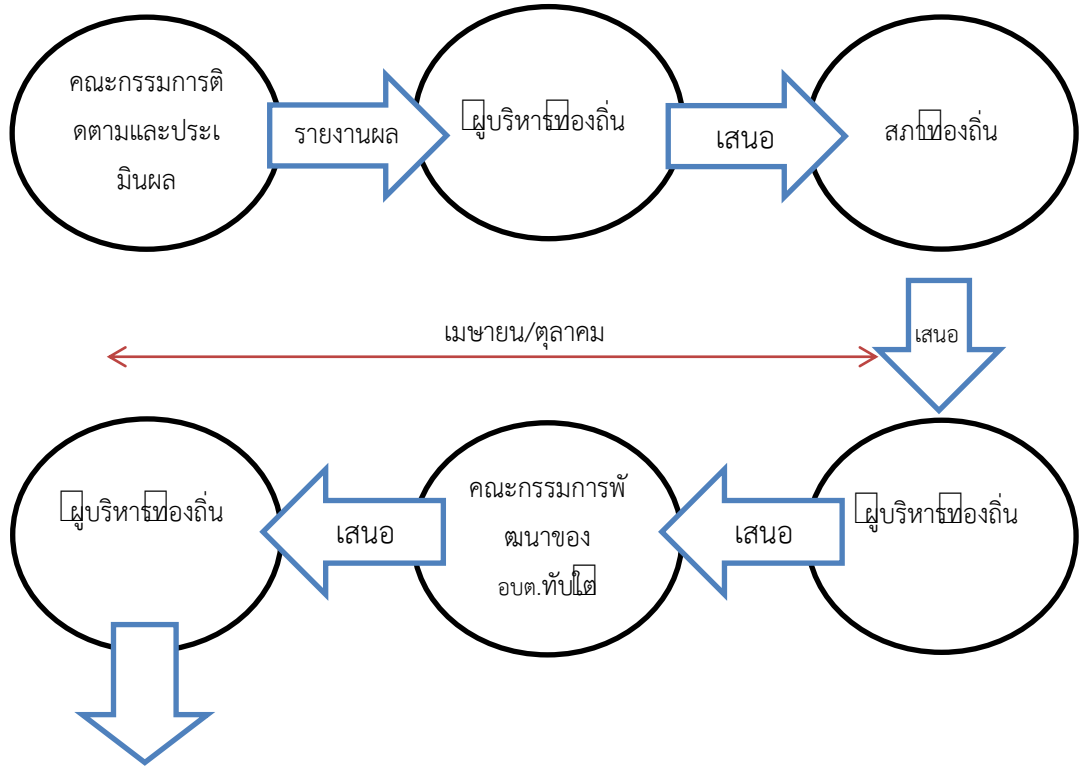 คณะกรรมการติ
ดตามและประเ
มินผล
รายงานผล
ผูบริหารทองถิ่น
เสนอ
สภาทองถิ่น
เสนอ
เมษายน/ตุลาคม
ผูบริหารทองถิ่น
เสนอ
คณะกรรมการพั
ฒนาของ
อบต.ทับใต
เสนอ
ผูบริหารทองถิ่น